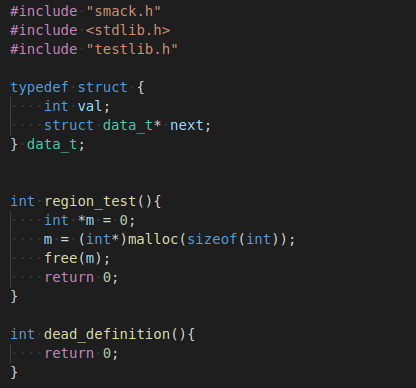 #include "smack.h"
#include <stdlib.h>
#include "testlib.h"

typedef struct {
    int val;
    struct data_t* next;
} data_t;


int region_test(){
    int *m = 0;
    m = (int*)malloc(sizeof(int));
    free(m);
    return 0;
}

int dead_definition(){
    return 0;
}